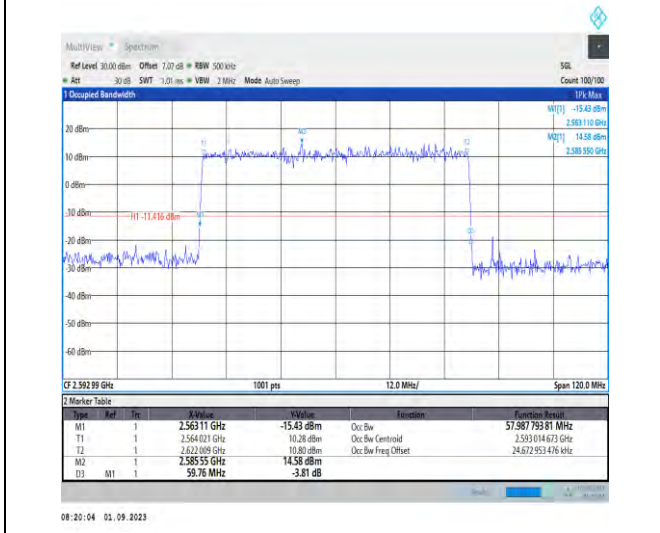 MultiView Spectrum
Ref Level 30.00 dBm Offset 7.07 dB RBW 500 kHz SGL
Att 30 dB SWT 1.01 ms VBW 2 MHz Mode Auto Sweep Count 100/100
1 Occupied Bandwidth 1Pk Max
M1[1] -15.43 dBm
2.563110 GHz
M2[1] 14.58 dBm
2.585 550 GHz
20 dBm
M2
T1
T2
10 dBm
0 dBm
-10 dBm
H1 -11.416 dBm
M1
-20 dBm
D3
-30 dBm
-40 dBm
-50 dBm
-60 dBm
CF 2.592 99 GHz 1001 pts 12.0 MHz/ Span 120.0 MHz
2 Marker Table
Type Ref Trc X-Value Y-Value Function Function Result
M1 1 2.56311 GHz -15.43 dBm Occ Bw 57.987 793 81 MHz
T1 1 2.564 021 GHz 10.28 dBm Occ Bw Centroid 2.593 014 673 GHz
T2 1 2.622 009 GHz 10.80 dBm Occ Bw Freq Offset 24.672 953 476 kHz
M2 1 2.585 55 GHz 14.58 dBm
D3 M1 1 59.76 MHz -3.81 dB
08:20:04 01.09.2023